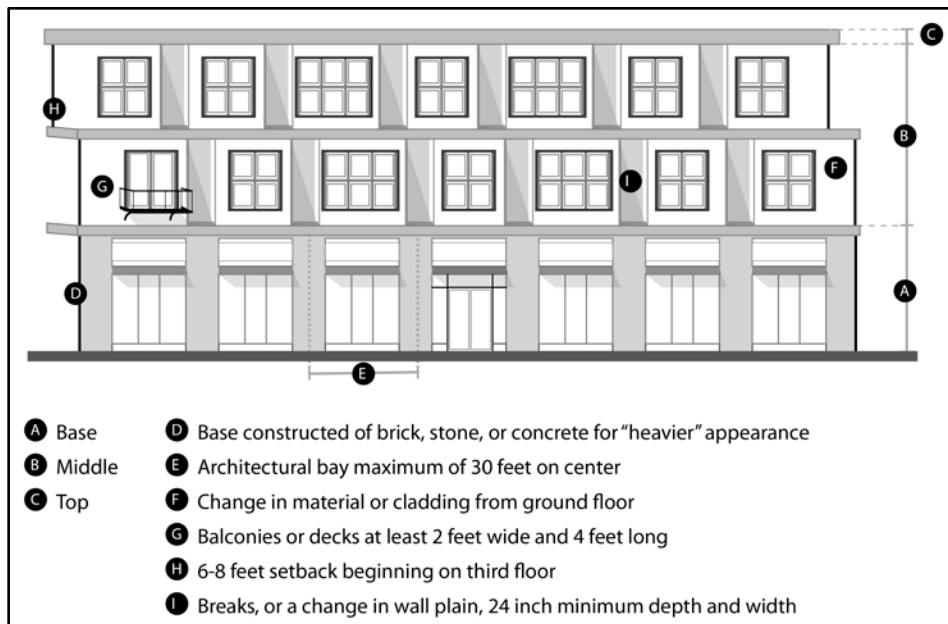 C
H
B
G
I
F
D
A
E
A Base
D Base constructed of brick, stone, or concrete for “heavier” appearance
B Middle
E Architectural bay maximum of 30 feet on center
C Top
F Change in material or cladding from ground floor
G Balconies or decks at least 2 feet wide and 4 feet long
H 6-8 feet setback beginning on third floor
I Breaks, or a change in wall plain, 24 inch minimum depth and width